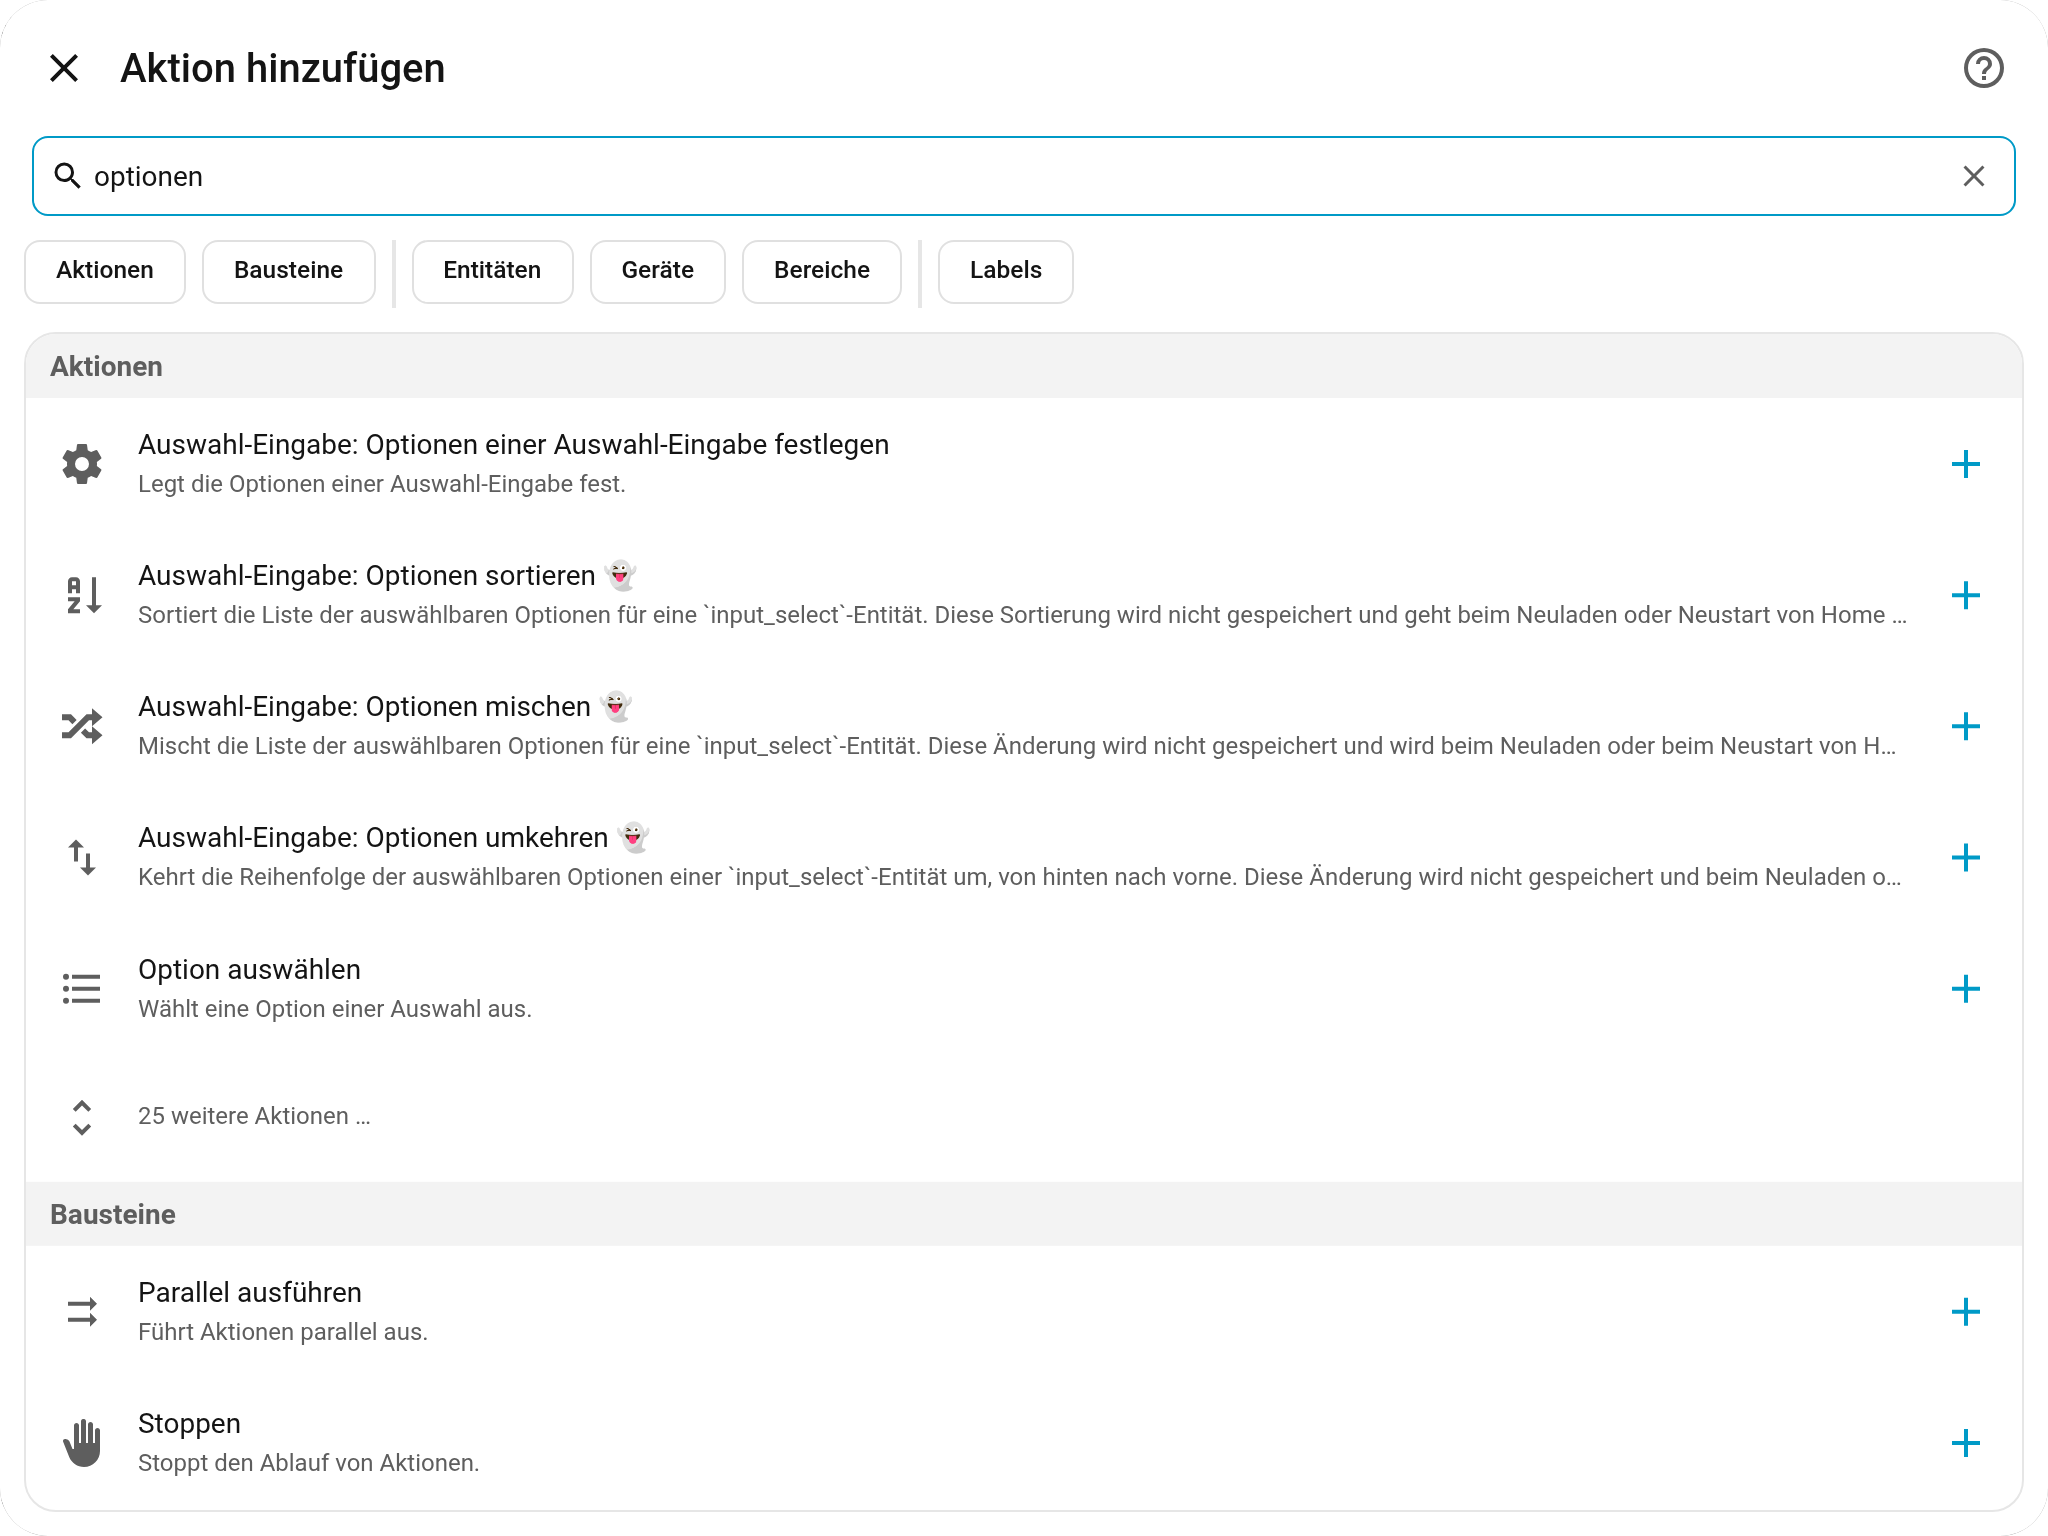 Aktion hinzufügen
optionen
Aktionen
Bausteine
Entitäten
Geräte
Bereiche
Labels
Aktionen
Auswahl-Eingabe: Optionen einer Auswahl-Eingabe festlegen
Legt die Optionen einer Auswahl-Eingabe fest.
Auswahl-Eingabe: Optionen sortieren 👻
Sortiert die Liste der auswählbaren Optionen für eine `input_select`-Entität. Diese Sortierung wird nicht gespeichert und geht beim Neuladen oder Neustart von Home …
Auswahl-Eingabe: Optionen mischen 👻
Mischt die Liste der auswählbaren Optionen für eine `input_select`-Entität. Diese Änderung wird nicht gespeichert und wird beim Neuladen oder beim Neustart von H…
Auswahl-Eingabe: Optionen umkehren 👻
Kehrt die Reihenfolge der auswählbaren Optionen einer `input_select`-Entität um, von hinten nach vorne. Diese Änderung wird nicht gespeichert und beim Neuladen o…
Option auswählen
Wählt eine Option einer Auswahl aus.
25 weitere Aktionen …
Bausteine
Parallel ausführen
Führt Aktionen parallel aus.
Stoppen
Stoppt den Ablauf von Aktionen.